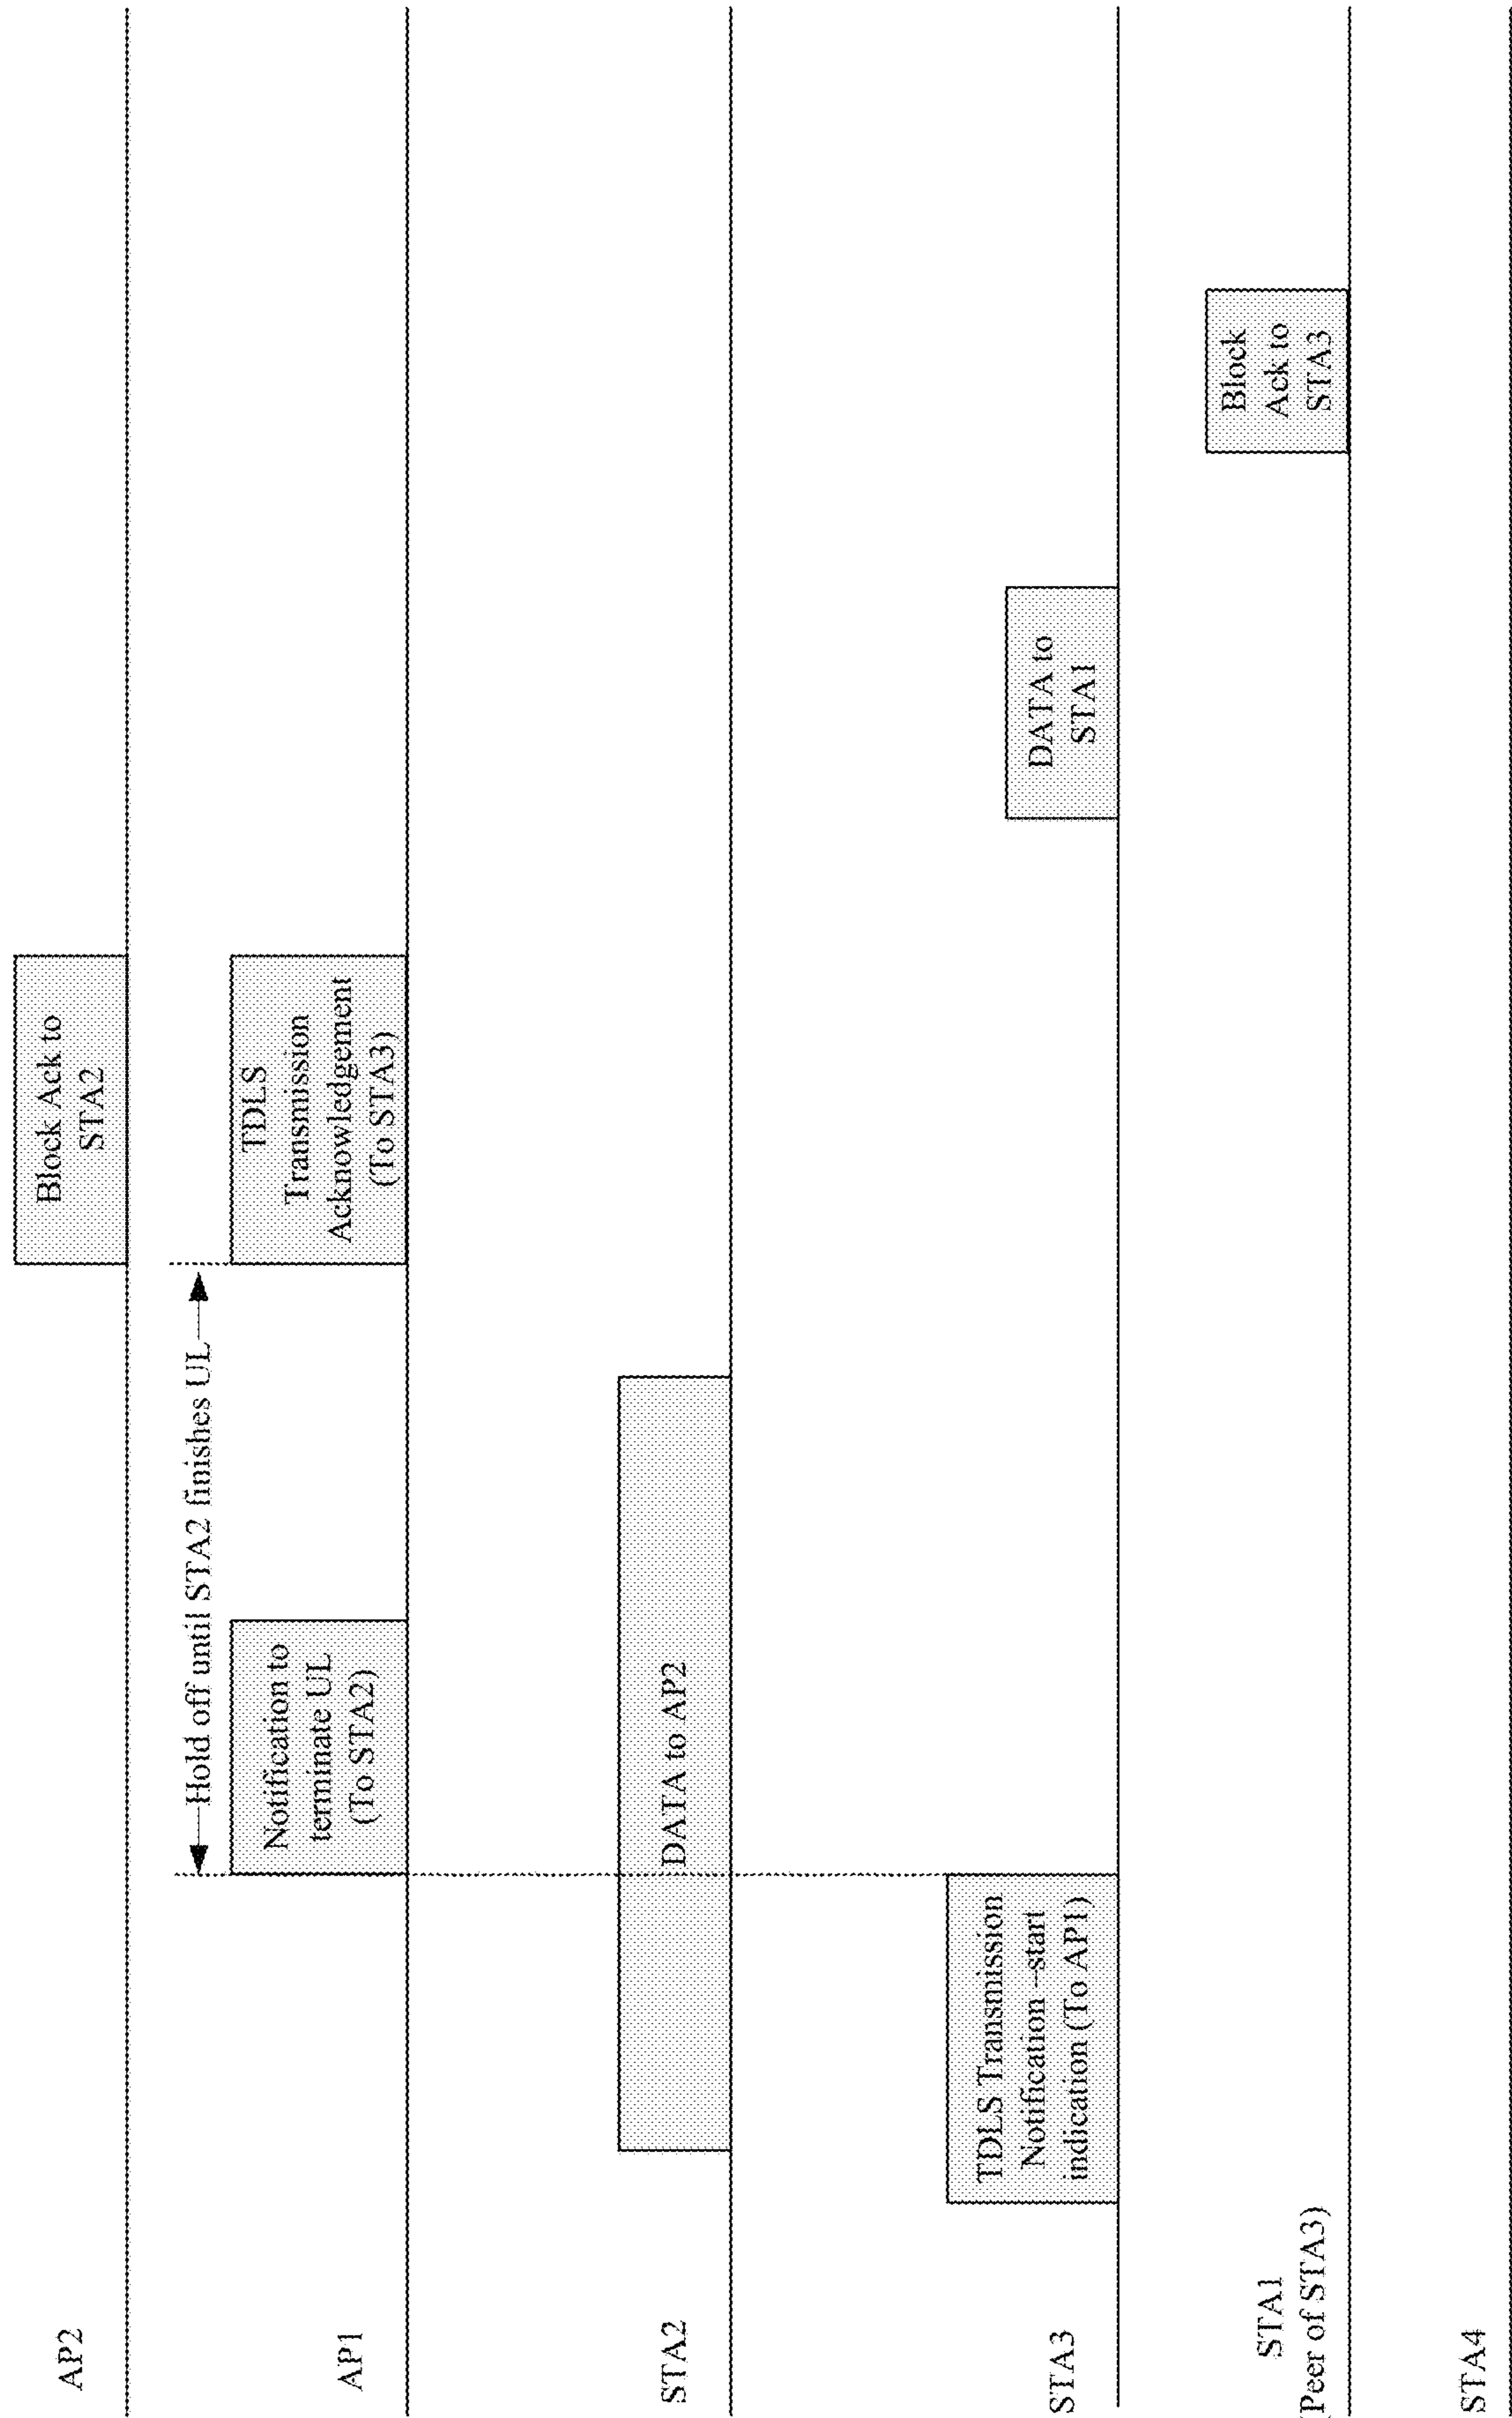 AP2
Block Ack to
STA2
Hold off until STA2 finishes UL
AP1
Notification to
terminate UL
(To STA2)
TDLS
Transmission
Acknowledgement
(To STA3)
STA2
DATA to AP2
STA3
TDLS Transmission
Notification –start
indication (To AP1)
DATA to
STA1
STA1
(Peer of STA3)
Block
Ack to
STA3
STA4